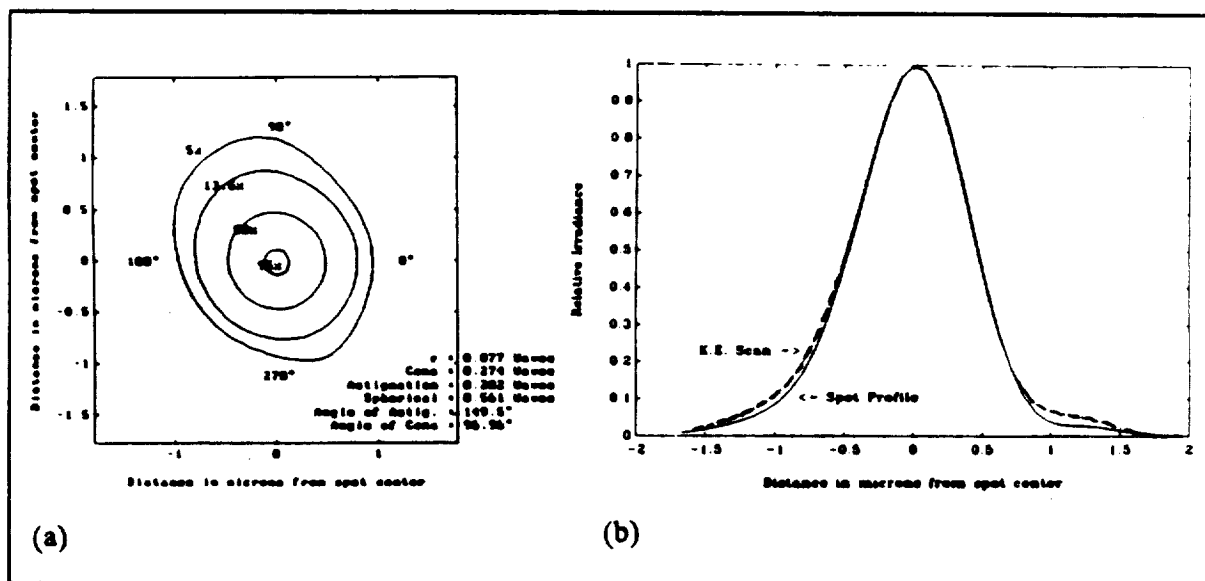 1.5
1
0.5
0
-0.5
-1
-1.5
Distance in microns from spot center
90°
5%
13.6%
180°
0°
270°
σ : 0.077 Waves
Coma : 0.274 Waves
Astigmatism : 0.202 Waves
Spherical : 0.561 Waves
Angle of Astig. : 149.5°
Angle of Coma : 96.96°
-1
0
1
Distance in microns from spot center
(a)
1
0.9
0.8
0.7
0.6
0.5
0.4
0.3
0.2
0.1
0
Relative irradiance
K.E. Scan ->
<- Spot Profile
-2
-1.5
-1
-0.5
0
0.5
1
1.5
2
Distance in microns from spot center
(b)